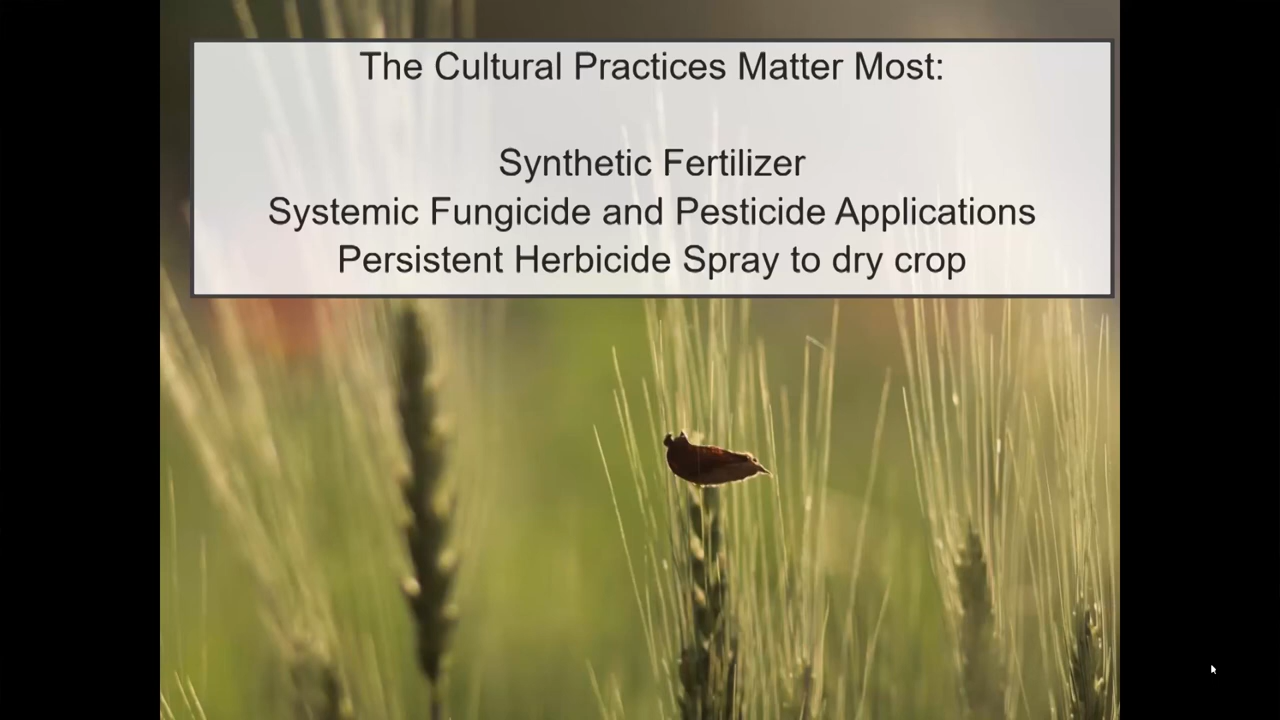 The Cultural Practices Matter Most:
Synthetic Fertilizer
Systemic Fungicide and Pesticide Applications
Persistent Herbicide Spray to dry crop